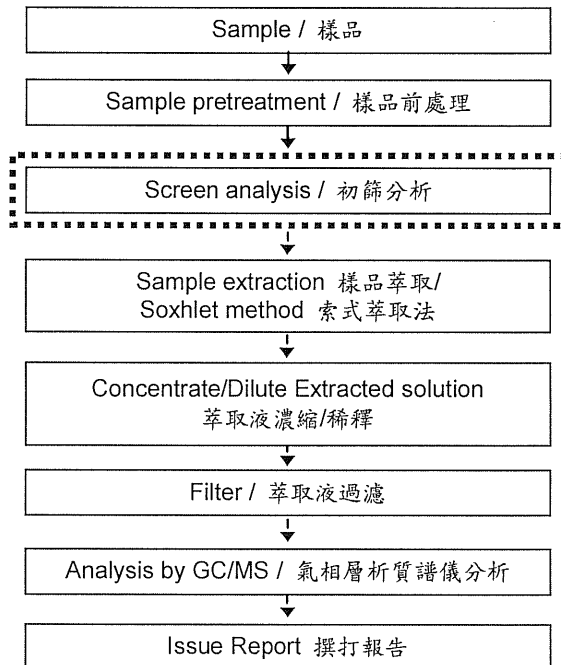 Sample / 樣品
Sample pretreatment / 樣品前處理
Screen analysis / 初篩分析
Sample extraction 樣品萃取/
Soxhlet method 索式萃取法
Concentrate/Dilute Extracted solution
萃取液濃縮/稀釋
Filter / 萃取液過濾
Analysis by GC/MS / 氣相層析質譜儀分析
Issue Report 撰打報告